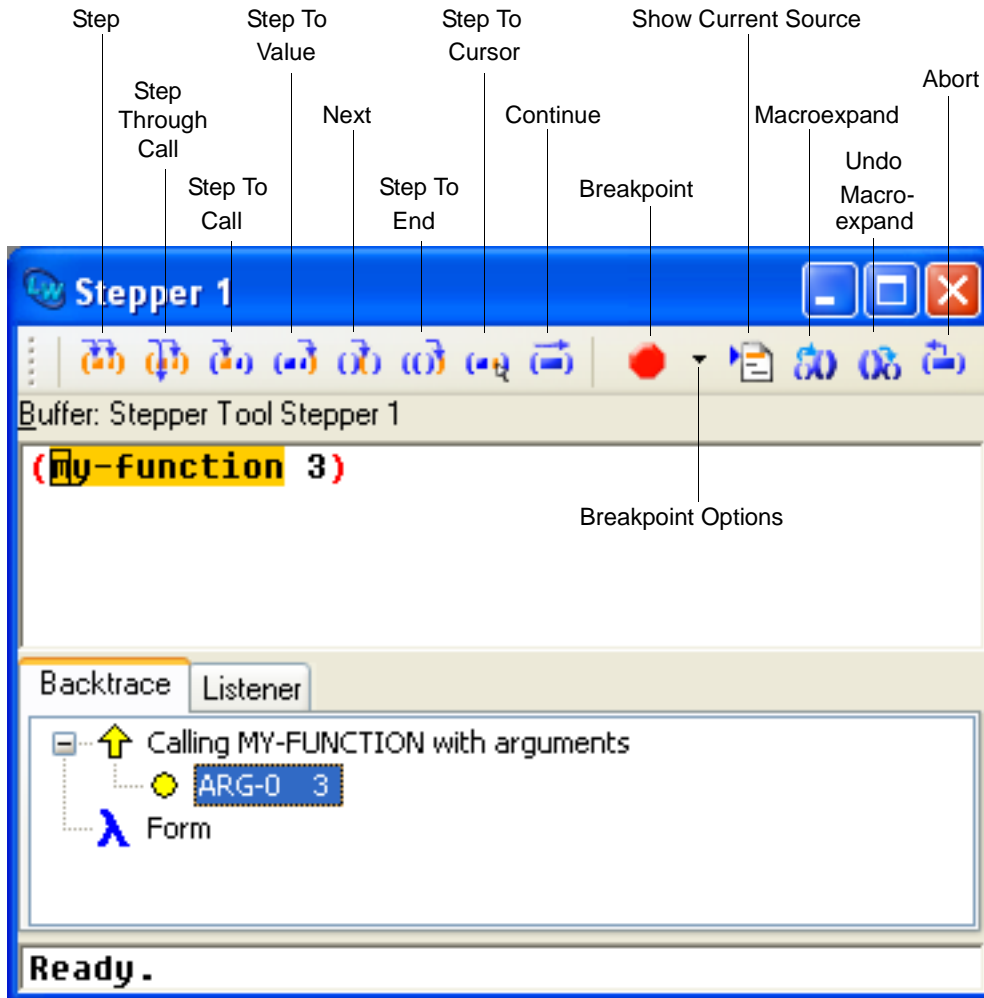 Step
Step To
Value
Step To
Cursor
Show Current Source
Step
Through
Call
Next
Continue
Macroexpand
Abort
Step To
Call
Step To
End
Breakpoint
Undo
Macro-
expand
LW
Stepper 1
Buffer: Stepper Tool Stepper 1
(my-function 3)
Breakpoint Options
Backtrace
Listener
Calling MY-FUNCTION with arguments
ARG-0 3
λ Form
Ready.